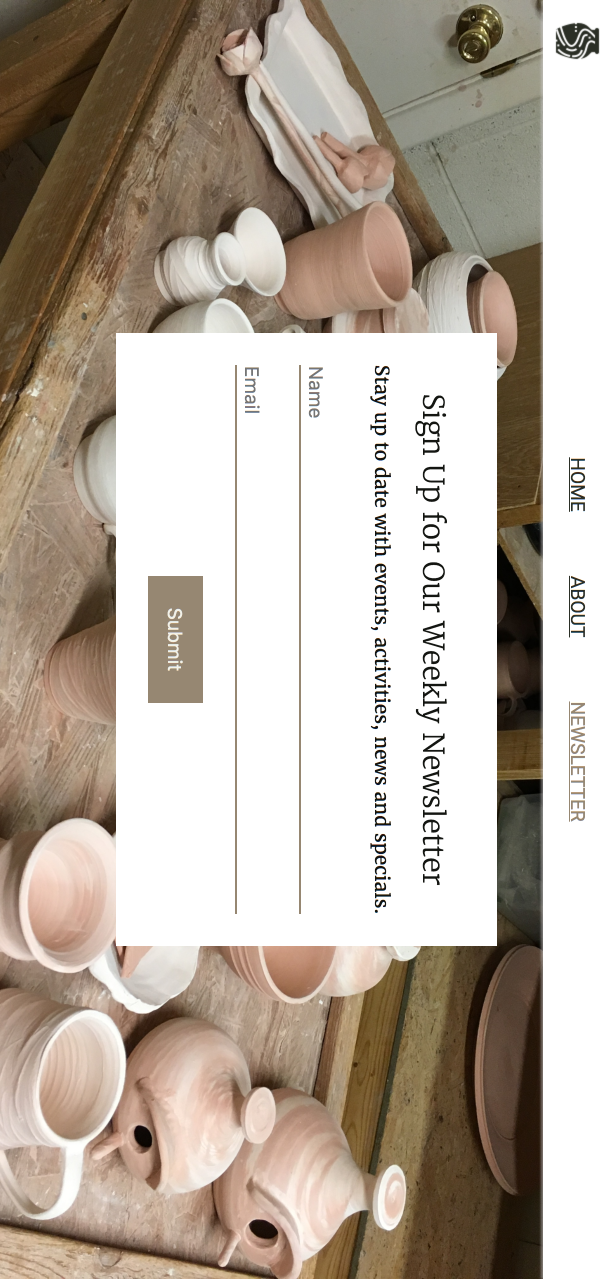 HOME ABOUT NEWSLETTER
Sign Up for Our Weekly Newsletter
Stay up to date with events, activities, news and specials.
Name
Email
Submit